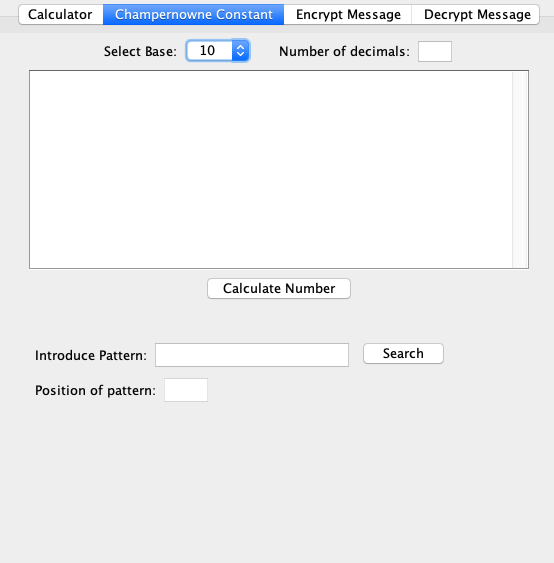 Calculator Champernowne Constant Encrypt Message Decrypt Message
Select Base: 10 Number of decimals:
Calculate Number
Introduce Pattern: Search
Position of pattern: